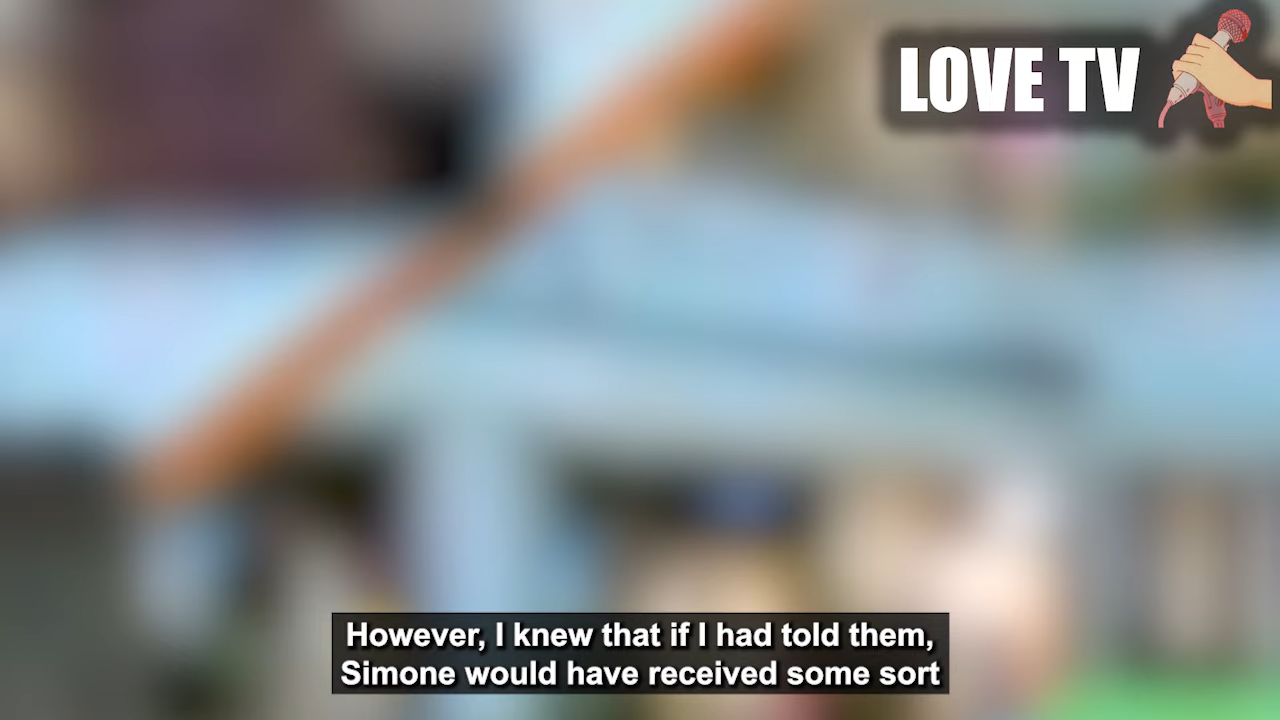 LOVE TV
However, I knew that if I had told them,
Simone would have received some sort